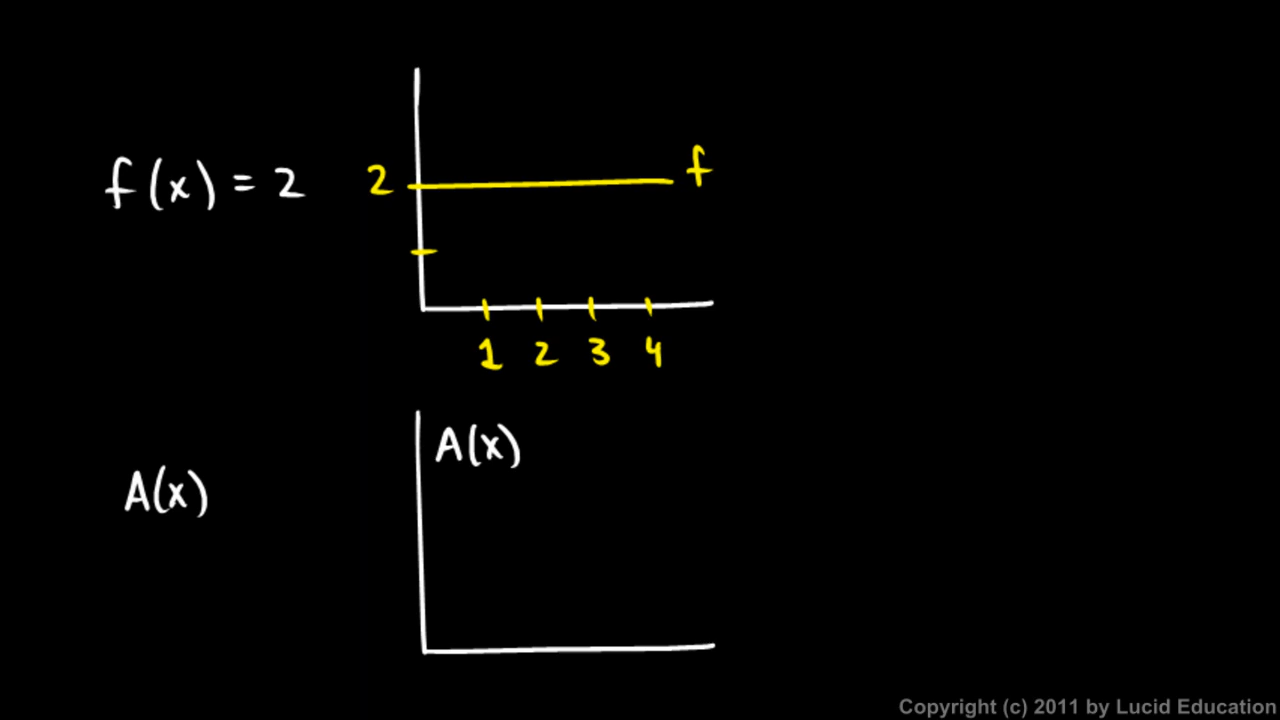 f(x) = 2
2
f
1 2 3 4
A(x)
A(x)
Copyright (c) 2011 by Lucid Education